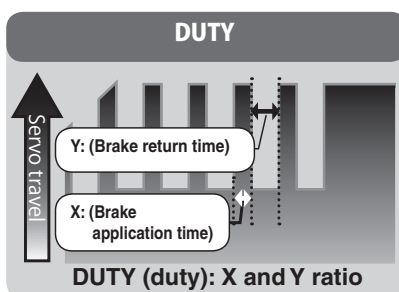 DUTY
Servo travel
Y: (Brake return time)
X: (Brake
application time)
DUTY (duty): X and Y ratio